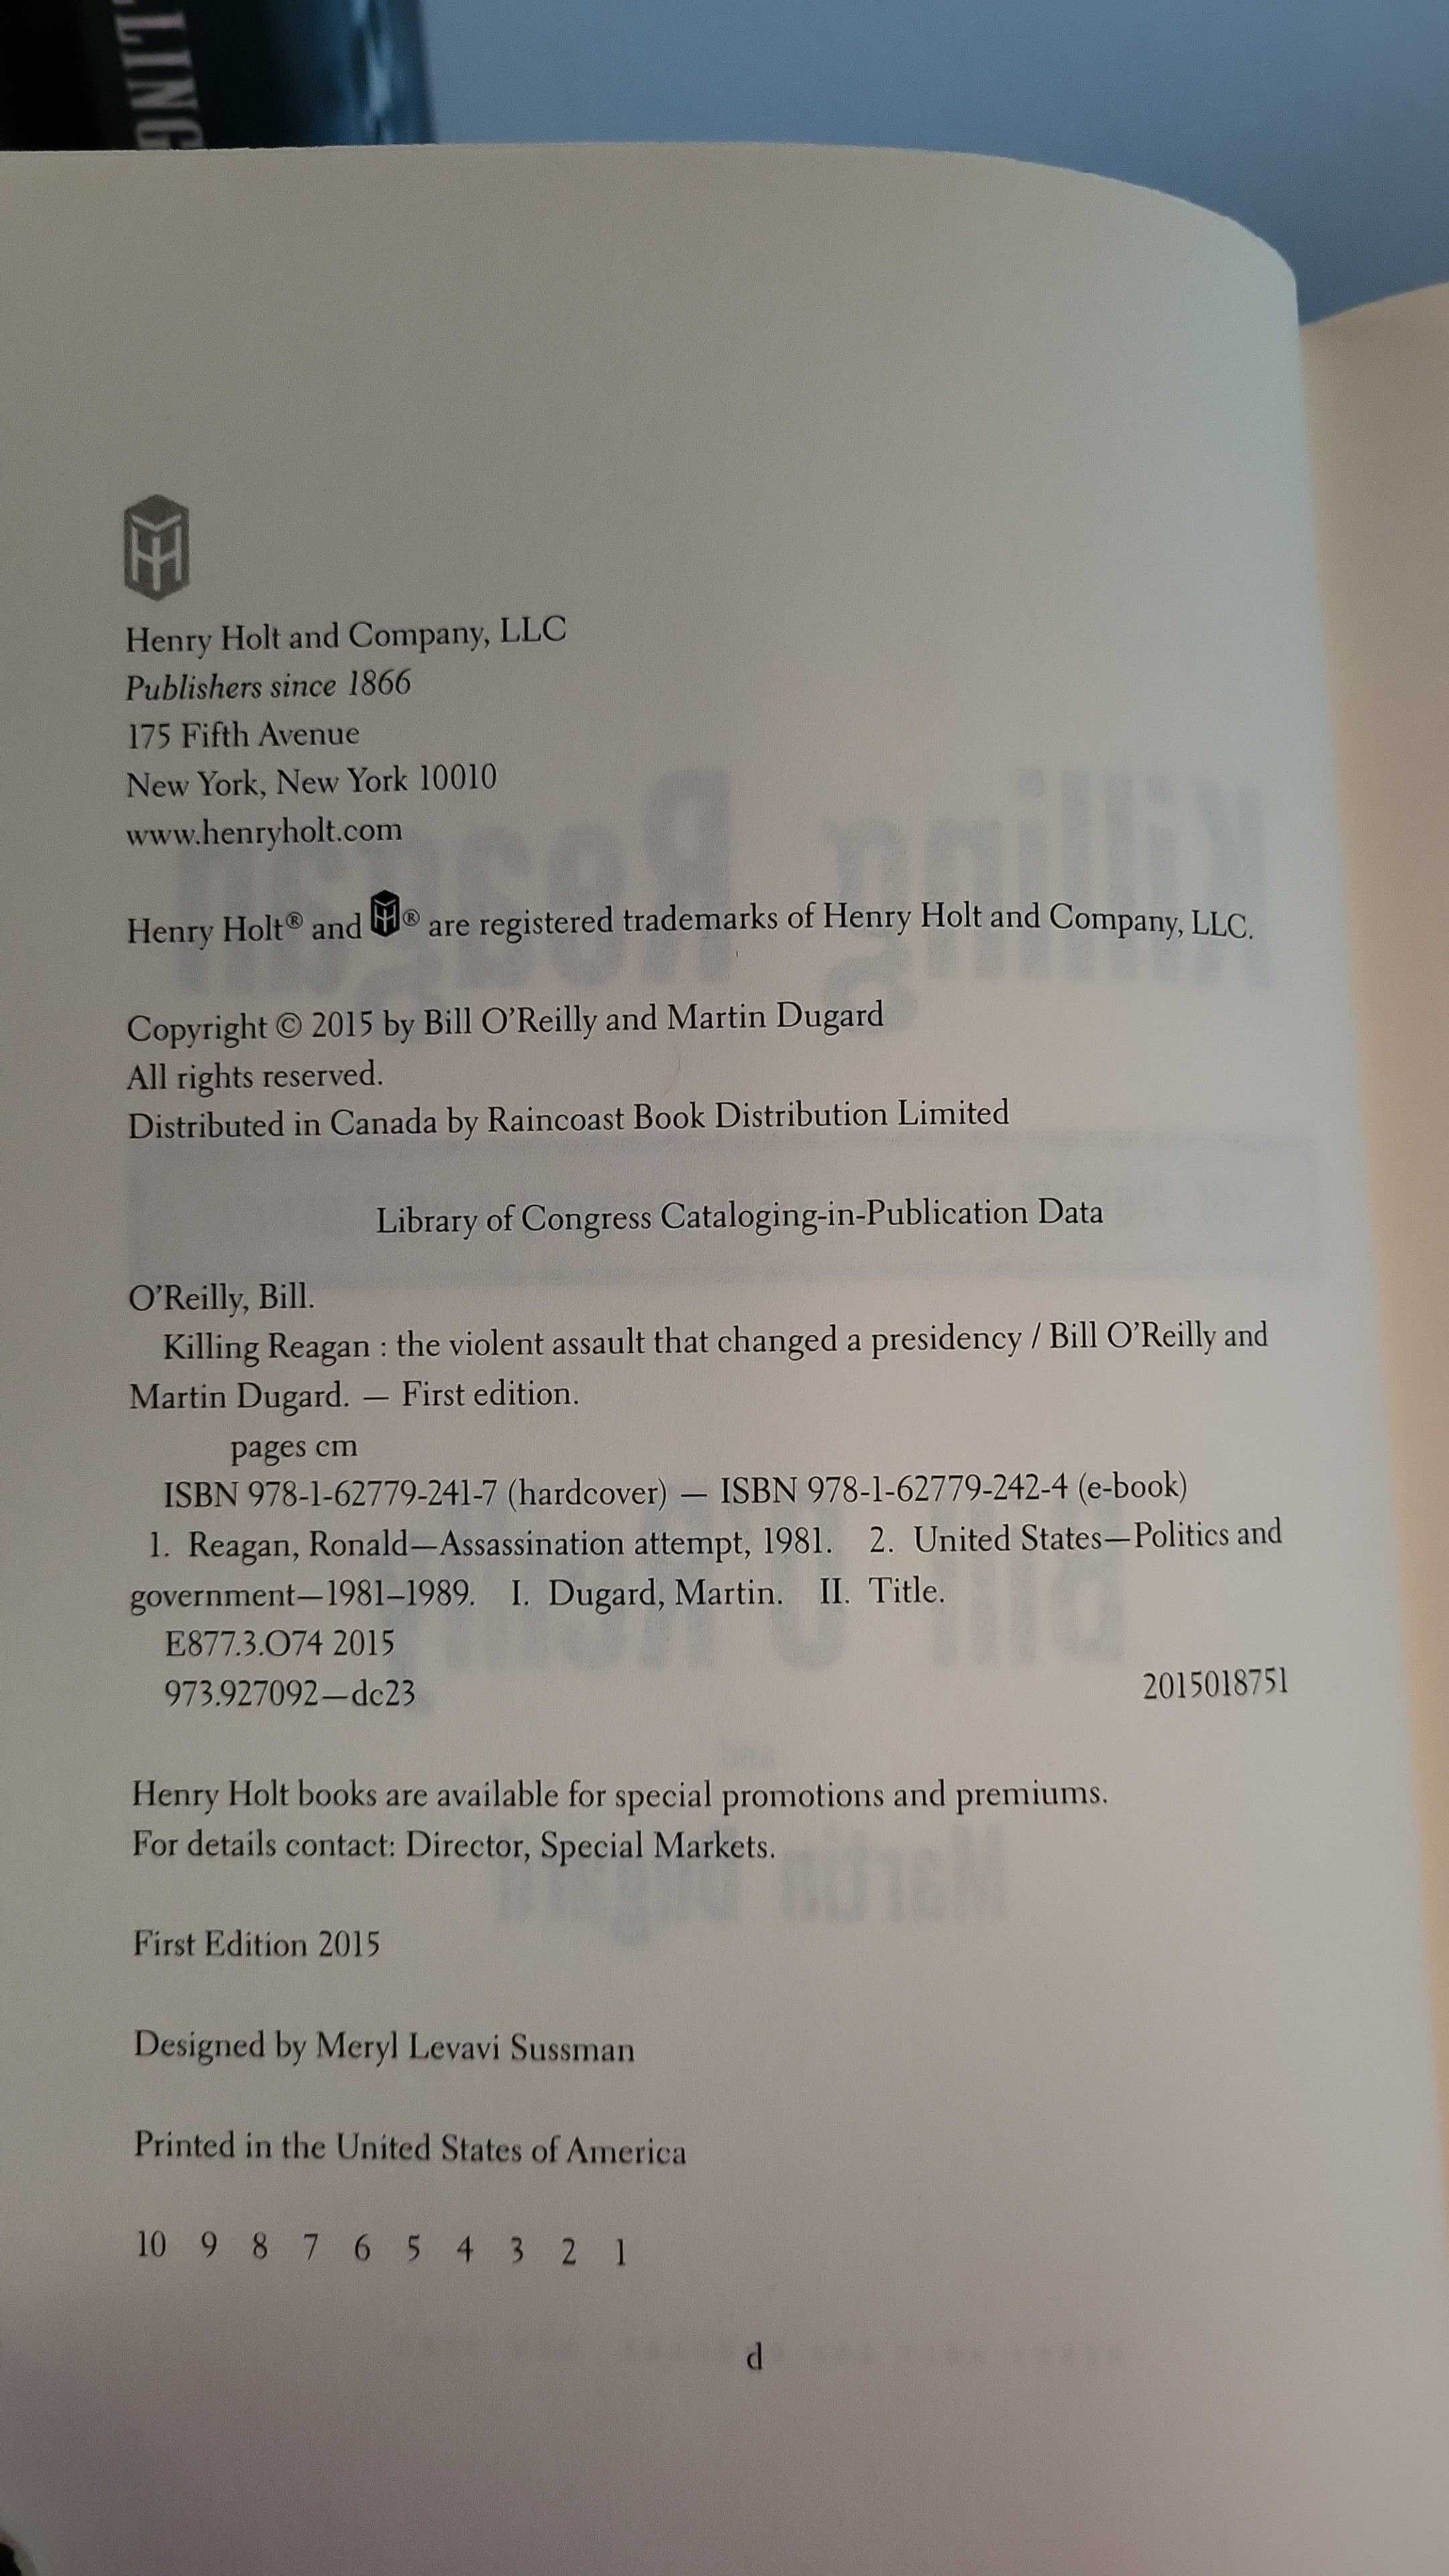 LLING
Henry Holt and Company, LLC
Publishers since 1866
175 Fifth Avenue
New York, New York 10010
www.henryholt.com
Henry Holt® and ® are registered trademarks of Henry Holt and Company, LLC.
Copyright © 2015 by Bill O’Reilly and Martin Dugard
All rights reserved.
Distributed in Canada by Raincoast Book Distribution Limited
Library of Congress Cataloging-in-Publication Data
O’Reilly, Bill.
Killing Reagan : the violent assault that changed a presidency / Bill O’Reilly and
Martin Dugard. — First edition.
pages cm
ISBN 978-1-62779-241-7 (hardcover) — ISBN 978-1-62779-242-4 (e-book)
1. Reagan, Ronald—Assassination attempt, 1981. 2. United States—Politics and
government—1981–1989. I. Dugard, Martin. II. Title.
E877.3.O74 2015
973.927092—dc23 2015018751
Henry Holt books are available for special promotions and premiums.
For details contact: Director, Special Markets.
First Edition 2015
Designed by Meryl Levavi Sussman
Printed in the United States of America
10 9 8 7 6 5 4 3 2 1
d